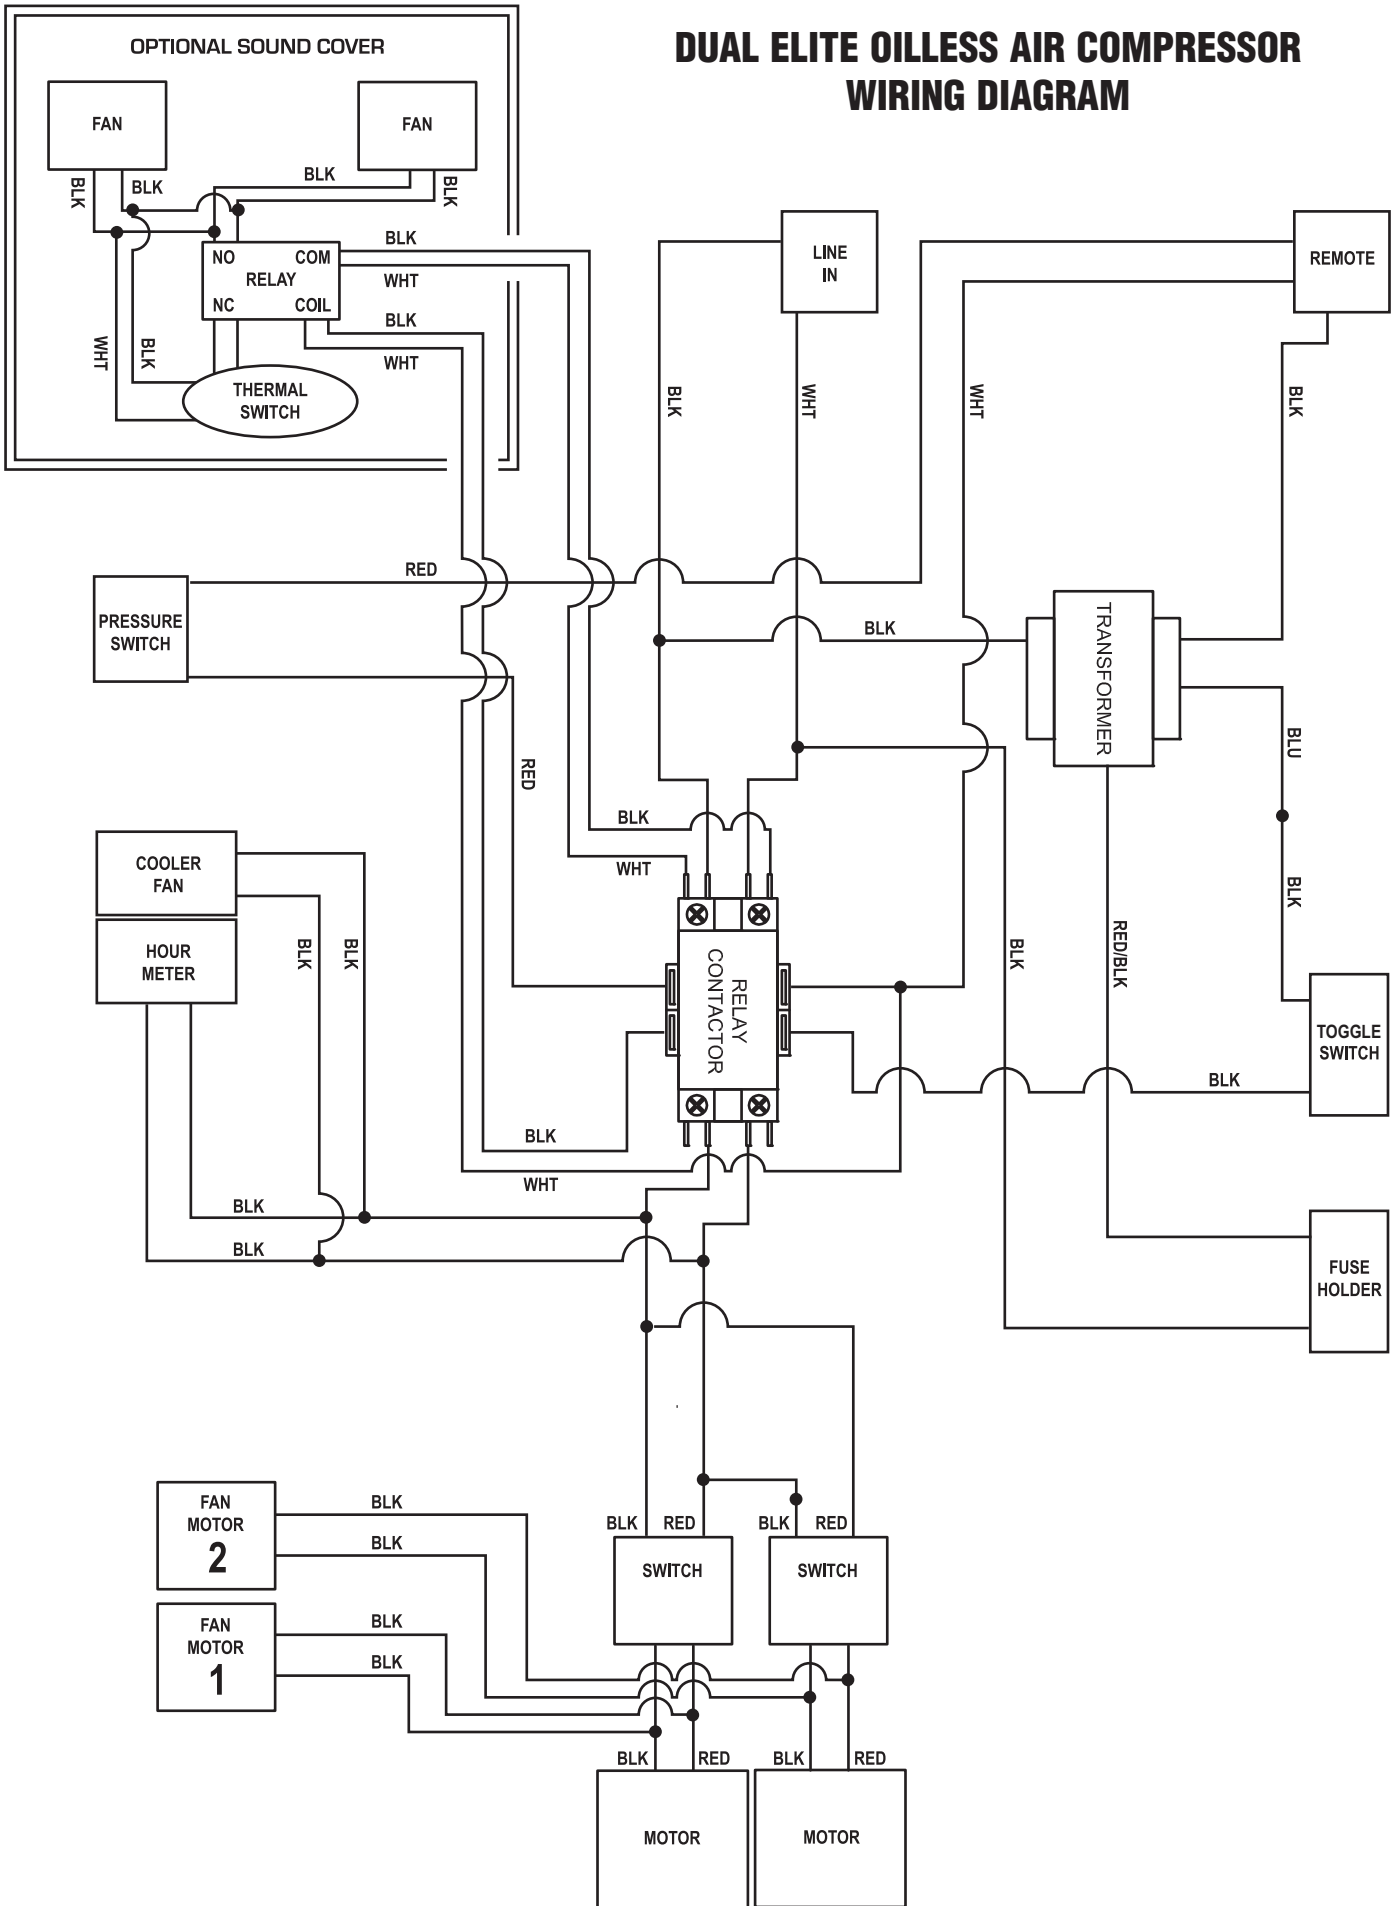 DUAL ELITE OILLESS AIR COMPRESSOR
WIRING DIAGRAM
OPTIONAL SOUND COVER
FAN
FAN
BLK
BLK
BLK
BLK
NO
COM
RELAY
NC
COIL
BLK
WHT
BLK
WHT
WHT
BLK
THERMAL
SWITCH
LINE
IN
REMOTE
BLK
WHT
WHT
BLK
RED
PRESSURE
SWITCH
BLK
TRANSFORMER
RED
BLU
BLK
WHT
COOLER
FAN
HOUR
METER
BLK
BLK
RELAY
CONTACTOR
BLK
RED/BLK
BLK
TOGGLE
SWITCH
BLK
BLK
WHT
BLK
BLK
FUSE
HOLDER
FAN
MOTOR
2
BLK
BLK
FAN
MOTOR
1
BLK
BLK
BLK
RED
BLK
RED
SWITCH
SWITCH
BLK
RED
BLK
RED
MOTOR
MOTOR